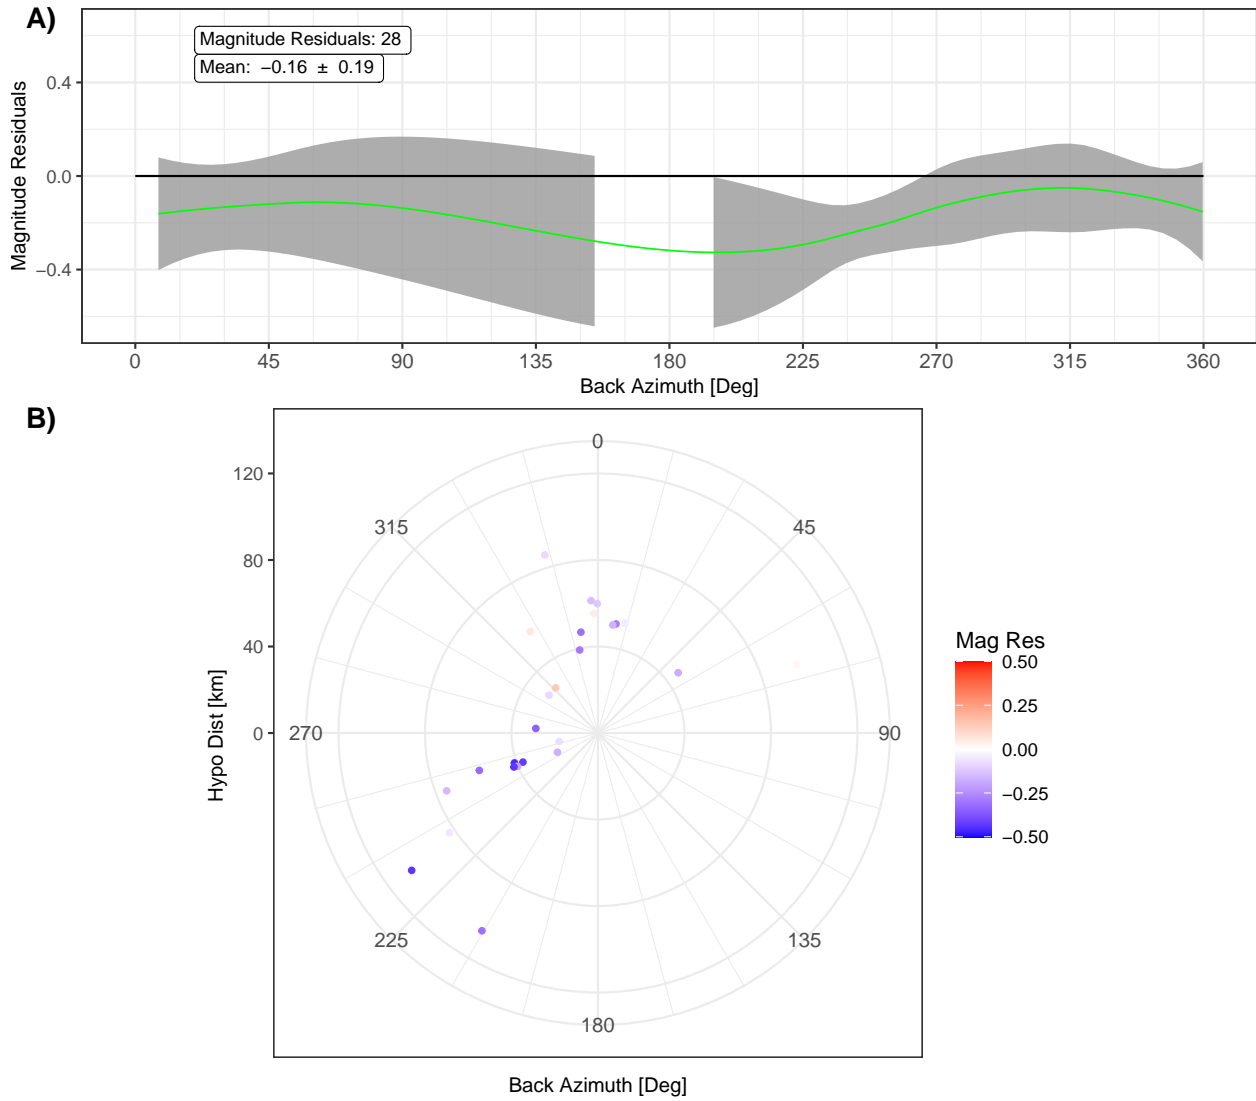 A)
Magnitude Residuals: 28
Mean:  −0.16  ±  0.19
Magnitude Residuals
0.4
0.0
−0.4
0 45 90 135 180 225 270 315 360
Back Azimuth [Deg]
B)
Hypo Dist [km]
120
80
40
0
0
45
90
135
180
225
270
315
Back Azimuth [Deg]
Mag Res
0.50
0.25
0.00
−0.25
−0.50